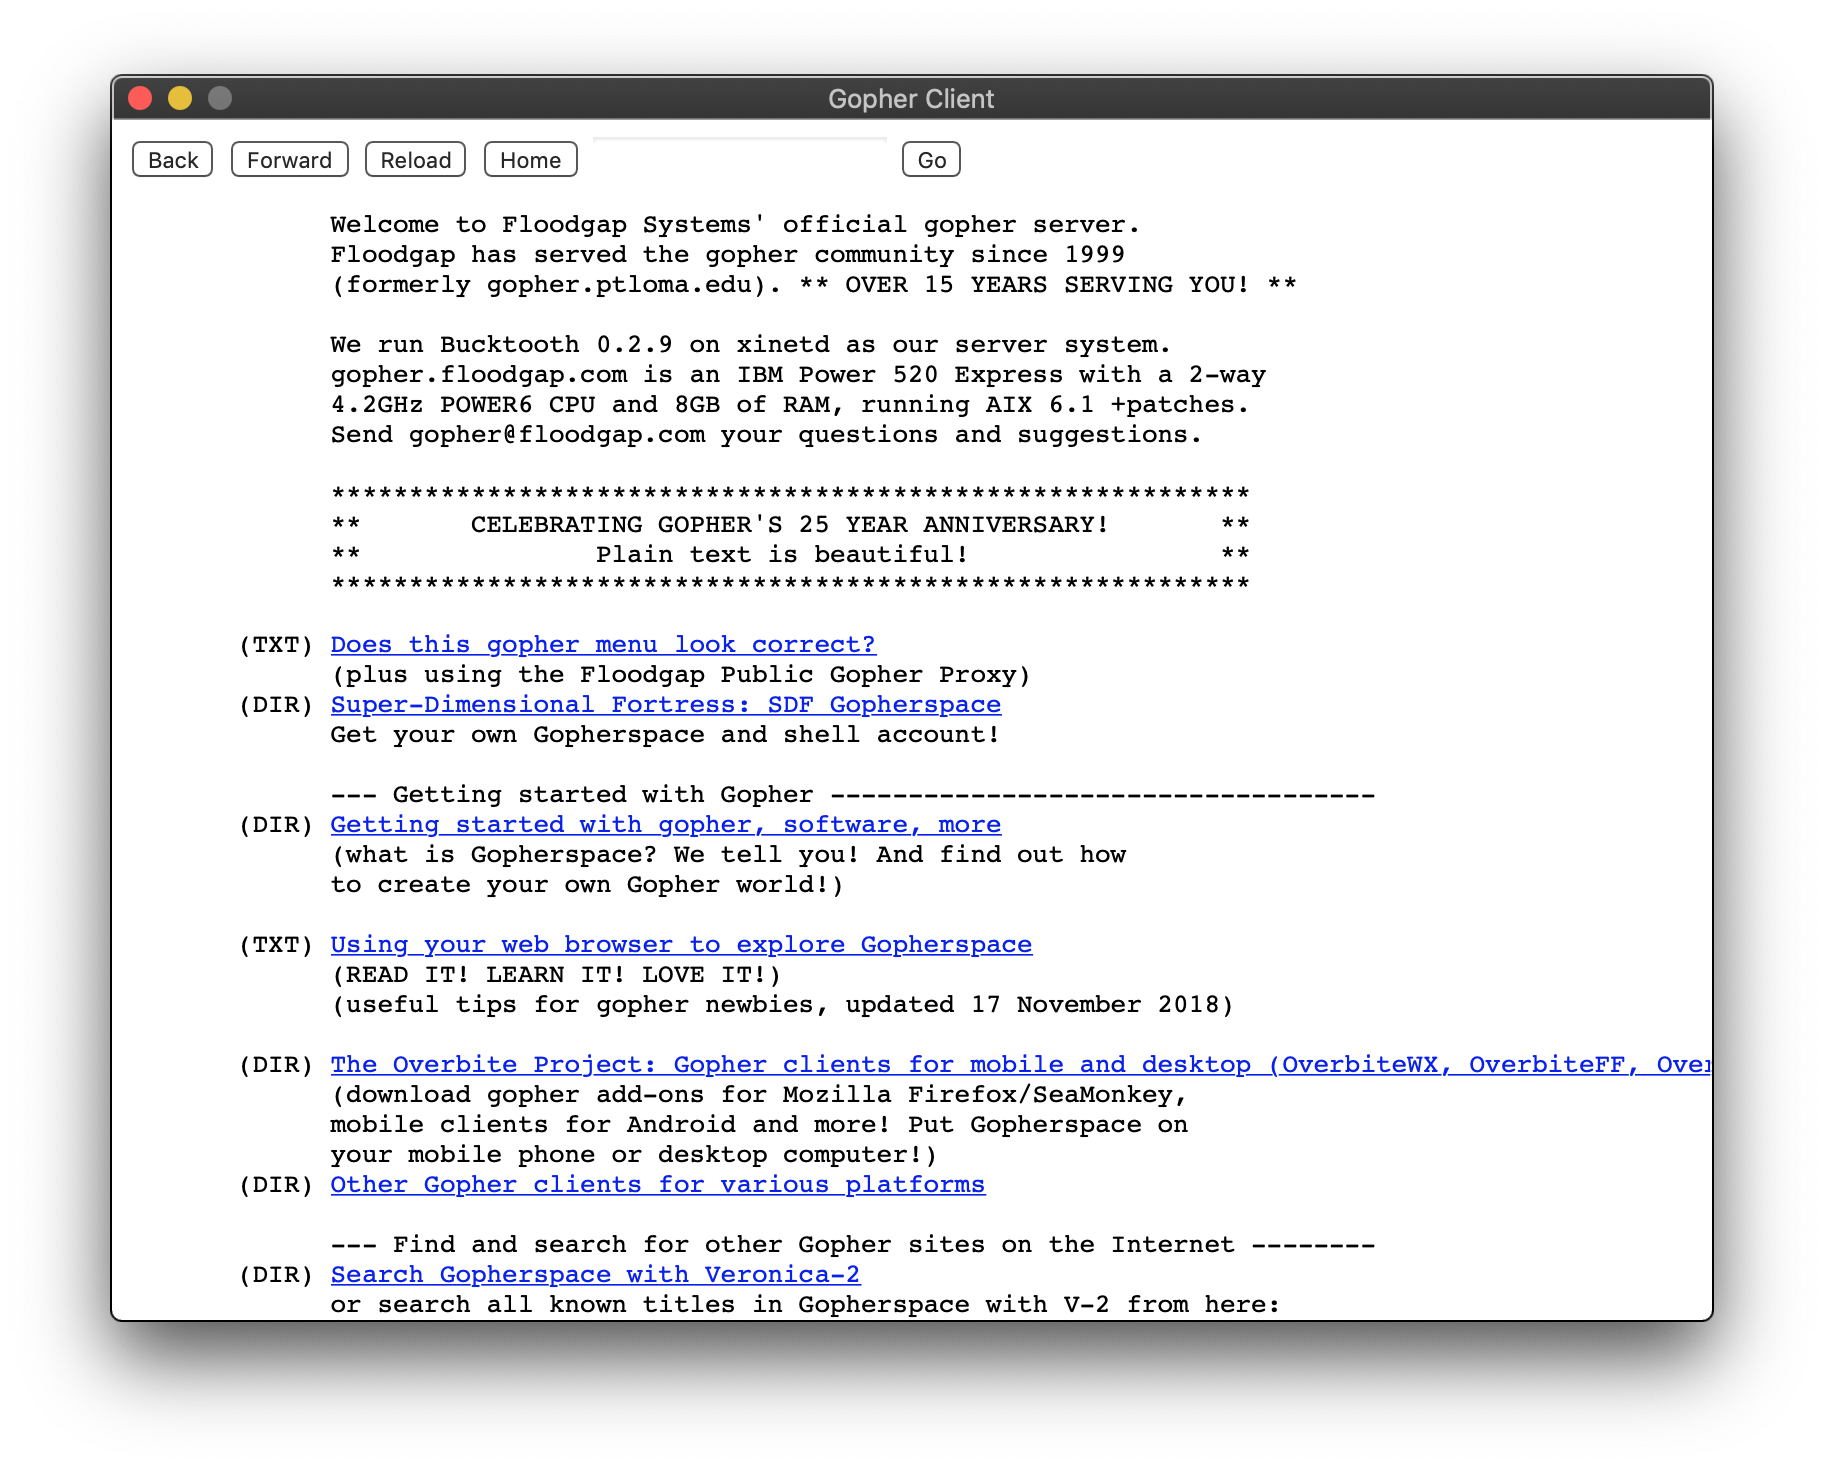 Gopher Client
Back Forward Reload Home Go
Welcome to Floodgap Systems' official gopher server.
Floodgap has served the gopher community since 1999
(formerly gopher.ptloma.edu). ** OVER 15 YEARS SERVING YOU! **
We run Bucktooth 0.2.9 on xinetd as our server system.
gopher.floodgap.com is an IBM Power 520 Express with a 2-way
4.2GHz POWER6 CPU and 8GB of RAM, running AIX 6.1 +patches.
Send gopher@floodgap.com your questions and suggestions.
***********************************************************
**       CELEBRATING GOPHER'S 25 YEAR ANNIVERSARY!       **
**               Plain text is beautiful!                **
***********************************************************
(TXT) Does this gopher menu look correct?
(plus using the Floodgap Public Gopher Proxy)
(DIR) Super-Dimensional Fortress: SDF Gopherspace
Get your own Gopherspace and shell account!
--- Getting started with Gopher -----------------------------------
(DIR) Getting started with gopher, software, more
(what is Gopherspace? We tell you! And find out how
to create your own Gopher world!)
(TXT) Using your web browser to explore Gopherspace
(READ IT! LEARN IT! LOVE IT!)
(useful tips for gopher newbies, updated 17 November 2018)
(DIR) The Overbite Project: Gopher clients for mobile and desktop (OverbiteWX, OverbiteFF, Over
(download gopher add-ons for Mozilla Firefox/SeaMonkey,
mobile clients for Android and more! Put Gopherspace on
your mobile phone or desktop computer!)
(DIR) Other Gopher clients for various platforms
--- Find and search for other Gopher sites on the Internet --------
(DIR) Search Gopherspace with Veronica-2
or search all known titles in Gopherspace with V-2 from here: